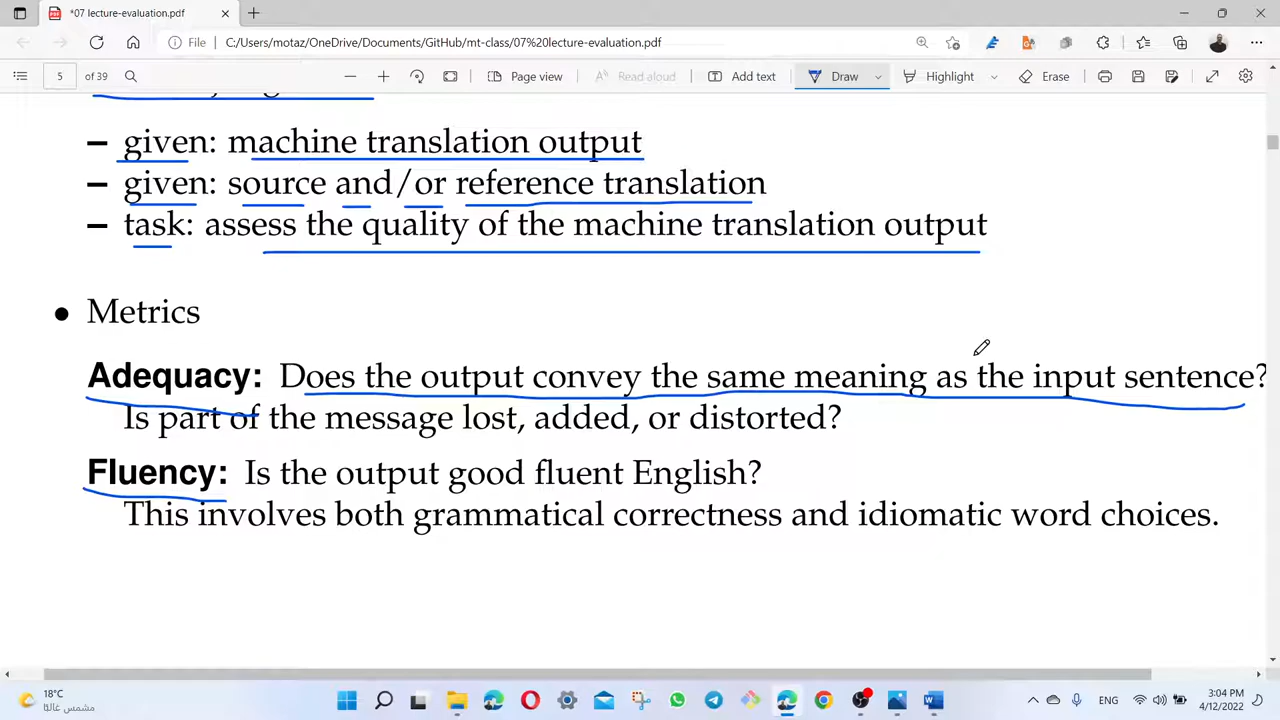 *07 lecture-evaluation.pdf
File C:/Users/motaz/OneDrive/Documents/GitHub/mt-class/07%20lecture-evaluation.pdf
5 of 39 Page view Read aloud Add text Draw Highlight Erase
– given: machine translation output
– given: source and/or reference translation
– task: assess the quality of the machine translation output
• Metrics
Adequacy: Does the output convey the same meaning as the input sentence?
Is part of the message lost, added, or distorted?
Fluency: Is the output good fluent English?
This involves both grammatical correctness and idiomatic word choices.
18°C
مشمس غالبًا
ENG
3:04 PM
4/12/2022